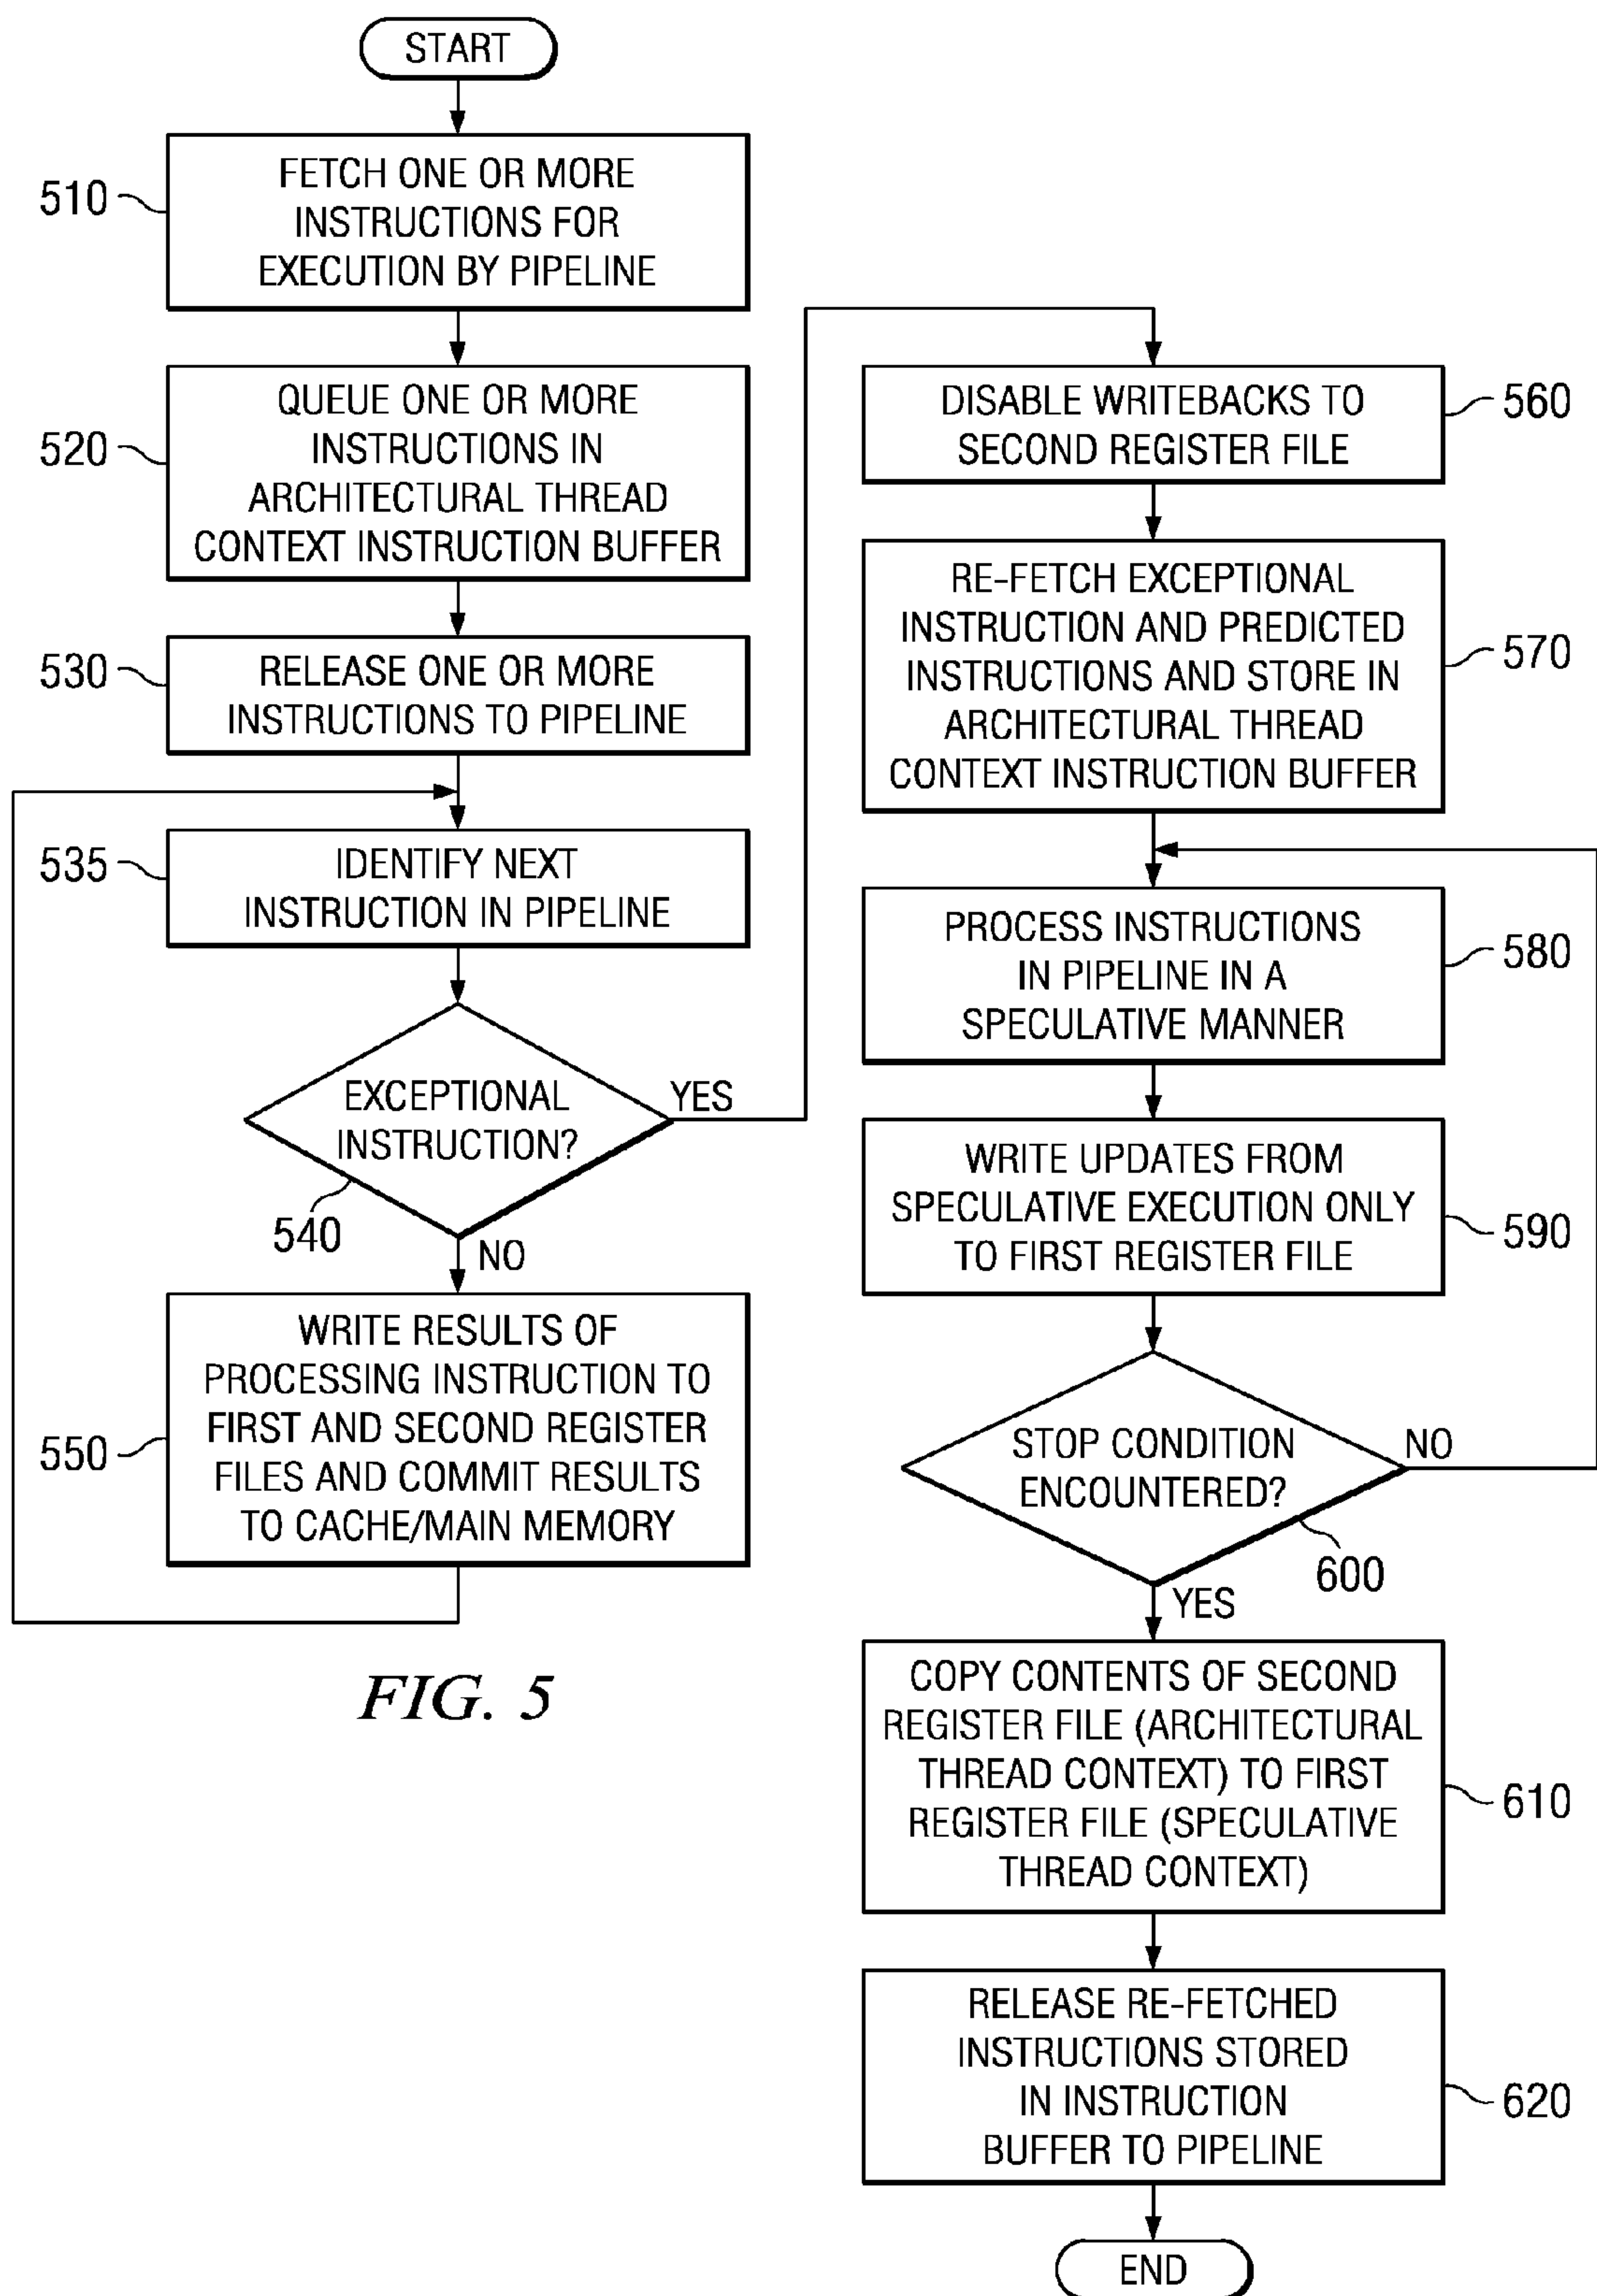 START
510
FETCH ONE OR MORE
INSTRUCTIONS FOR
EXECUTION BY PIPELINE
520
QUEUE ONE OR MORE
INSTRUCTIONS IN
ARCHITECTURAL THREAD
CONTEXT INSTRUCTION BUFFER
530
RELEASE ONE OR MORE
INSTRUCTIONS TO PIPELINE
535
IDENTIFY NEXT
INSTRUCTION IN PIPELINE
EXCEPTIONAL
INSTRUCTION?
YES
540
NO
550
WRITE RESULTS OF
PROCESSING INSTRUCTION TO
FIRST AND SECOND REGISTER
FILES AND COMMIT RESULTS
TO CACHE/MAIN MEMORY
FIG. 5
DISABLE WRITEBACKS TO
SECOND REGISTER FILE
560
RE-FETCH EXCEPTIONAL
INSTRUCTION AND PREDICTED
INSTRUCTIONS AND STORE IN
ARCHITECTURAL THREAD
CONTEXT INSTRUCTION BUFFER
570
PROCESS INSTRUCTIONS
IN PIPELINE IN A
SPECULATIVE MANNER
580
WRITE UPDATES FROM
SPECULATIVE EXECUTION ONLY
TO FIRST REGISTER FILE
590
STOP CONDITION
ENCOUNTERED?
NO
600
YES
COPY CONTENTS OF SECOND
REGISTER FILE (ARCHITECTURAL
THREAD CONTEXT) TO FIRST
REGISTER FILE (SPECULATIVE
THREAD CONTEXT)
610
RELEASE RE-FETCHED
INSTRUCTIONS STORED
IN INSTRUCTION
BUFFER TO PIPELINE
620
END